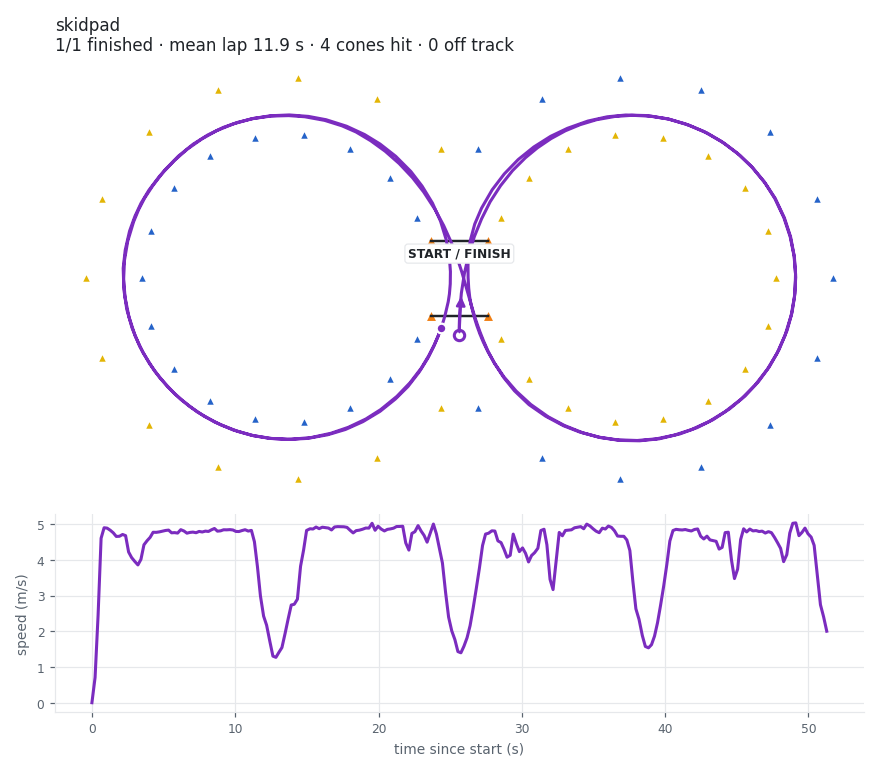 skidpad
1/1 finished · mean lap 11.9 s · 4 cones hit · 0 off track
START / FINISH
5
4
3
2
1
0
speed (m/s)
0 10 20 30 40 50
time since start (s)